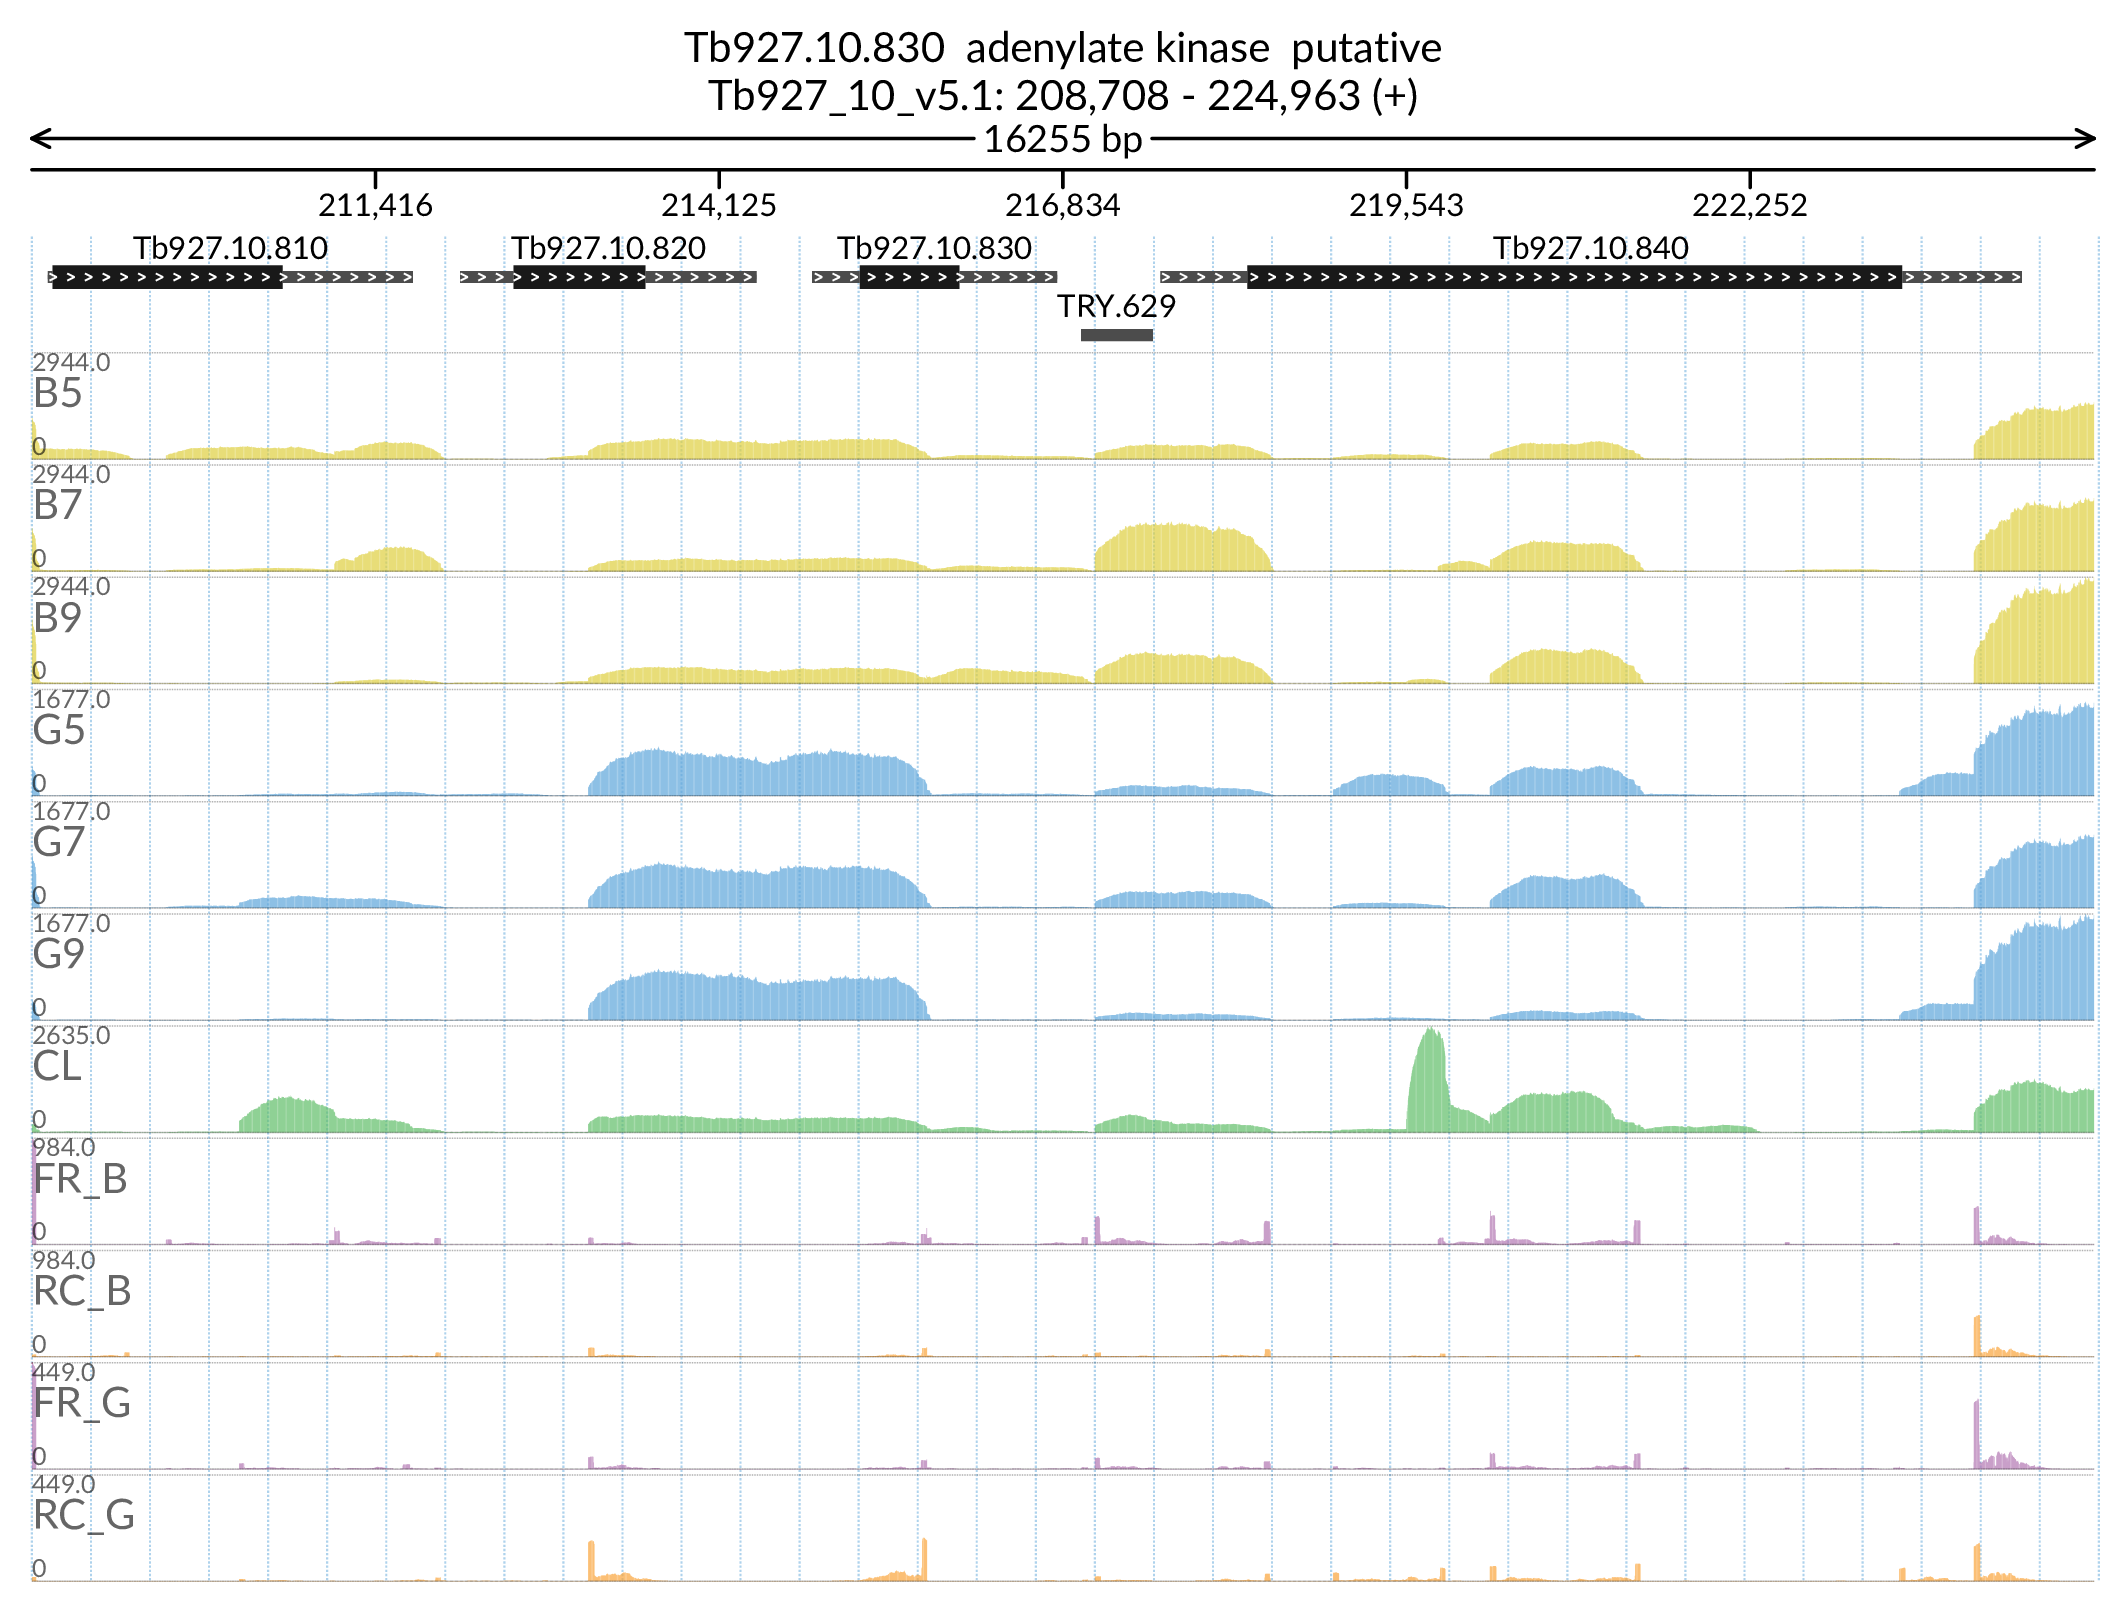 Tb927.10.830  adenylate kinase  putative
Tb927_10_v5.1: 208,708 - 224,963 (+)
16255 bp
211,416 214,125 216,834 219,543 222,252
Tb927.10.810 Tb927.10.820 Tb927.10.830 Tb927.10.840
TRY.629
2944.0
B5
0
2944.0
B7
0
2944.0
B9
0
1677.0
G5
0
1677.0
G7
0
1677.0
G9
0
2635.0
CL
0
984.0
FR_B
0
984.0
RC_B
0
449.0
FR_G
0
449.0
RC_G
0